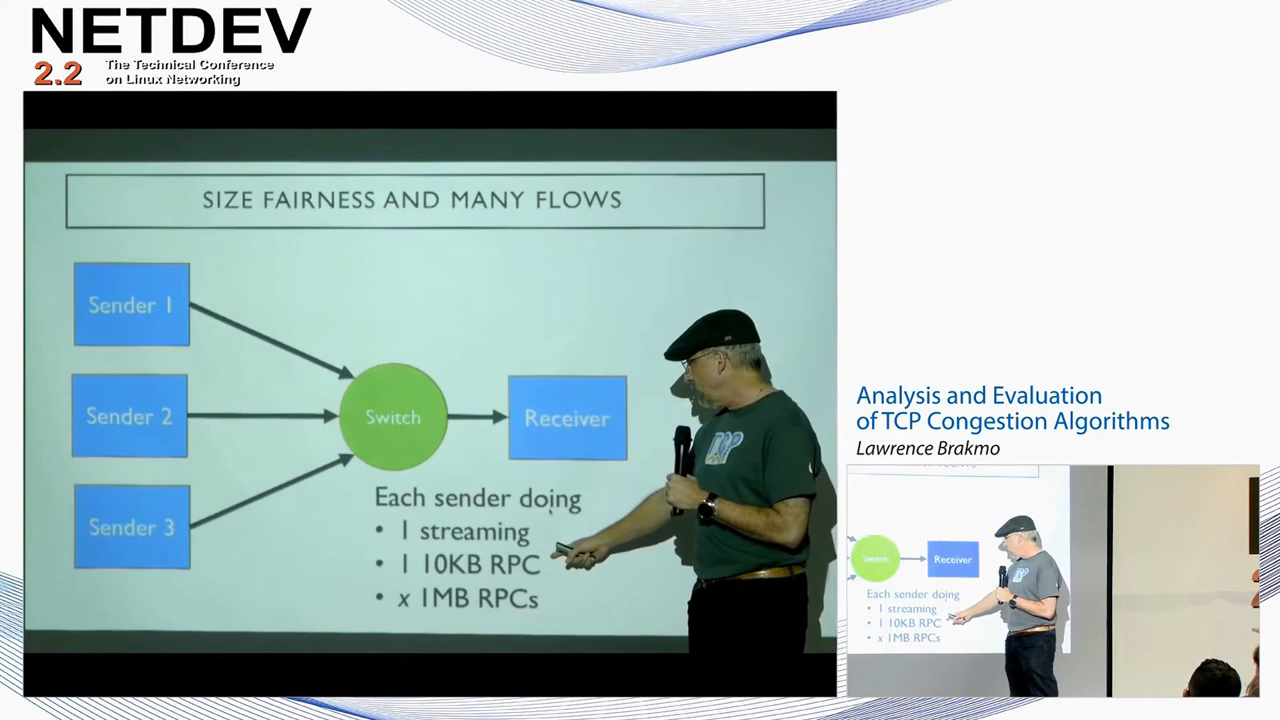 NETDEV
2.2
The Technical Conference
on Linux Networking
SIZE FAIRNESS AND MANY FLOWS
Sender 1
Sender 2
Sender 3
Switch
Receiver
Each sender doing
• 1 streaming
• 1 10KB RPC
• x 1MB RPCs
TCP
Analysis and Evaluation
of TCP Congestion Algorithms
Lawrence Brakmo
Switch
Receiver
Each sender doing
• 1 streaming
• 1 10KB RPC
• x 1MB RPCs